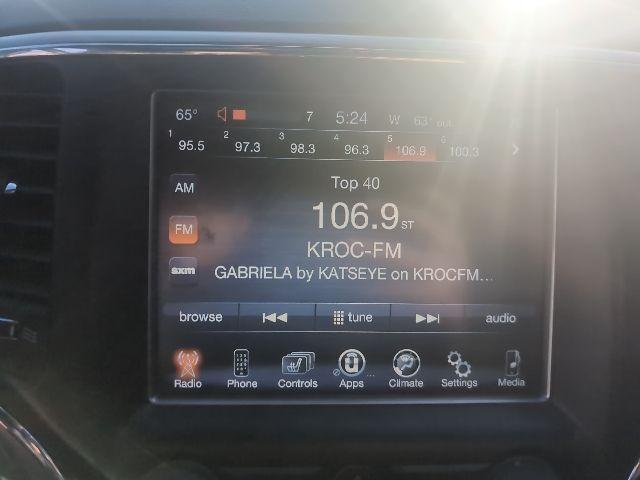 65° 7 5:24 W 63° out
1 95.5 2 97.3 3 98.3 4 96.3 5 106.9 6 100.3
Top 40
AM
106.9 ST
FM
KROC-FM
sxm
GABRIELA by KATSEYE on KROCFM...
browse tune audio
Radio Phone Controls Apps Climate Settings Media